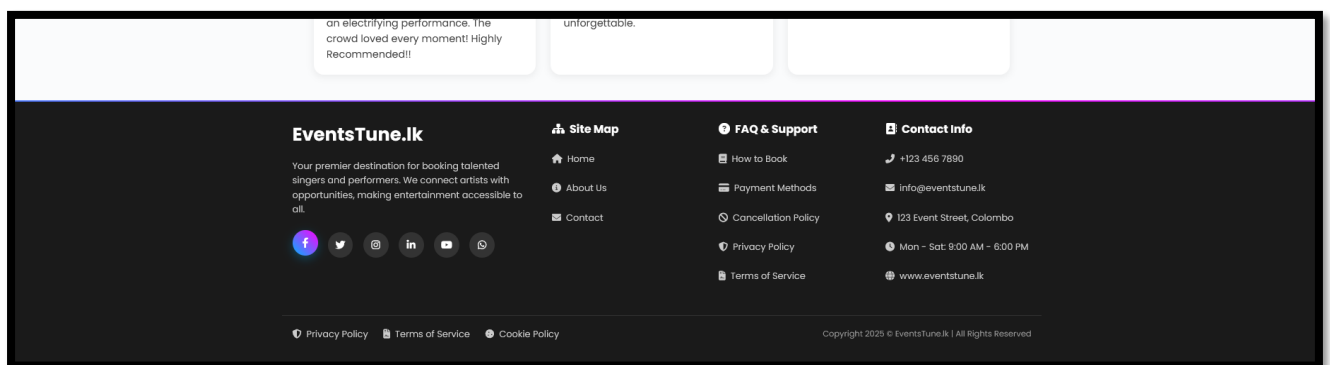 an electrifying performance. The
crowd loved every moment! Highly
Recommended!!
unforgettable.
EventsTune.lk
Your premier destination for booking talented
singers and performers. We connect artists with
opportunities, making entertainment accessible to
all.
Site Map
Home
About Us
Contact
FAQ & Support
How to Book
Payment Methods
Cancellation Policy
Privacy Policy
Terms of Service
Contact Info
+123 456 7890
info@eventstune.lk
123 Event Street, Colombo
Mon - Sat: 9:00 AM - 6:00 PM
www.eventstune.lk
Privacy Policy Terms of Service Cookie Policy
Copyright 2025 © EventsTune.lk | All Rights Reserved